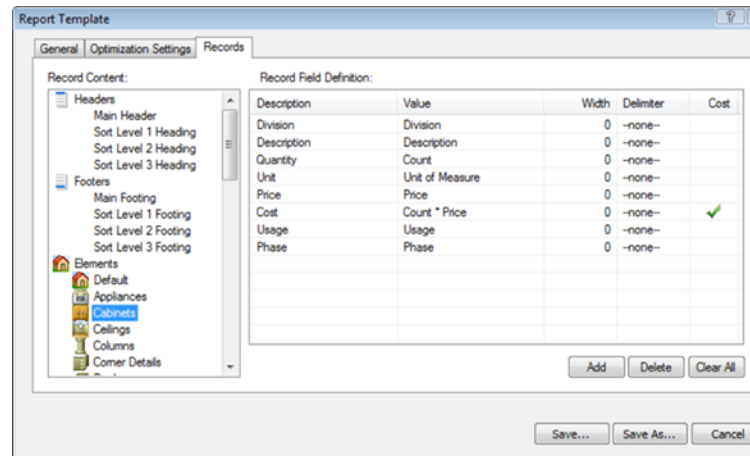 Report Template
General Optimization Settings Records
Record Content:
Headers
Main Header
Sort Level 1 Heading
Sort Level 2 Heading
Sort Level 3 Heading
Footers
Main Footing
Sort Level 1 Footing
Sort Level 2 Footing
Sort Level 3 Footing
Elements
Default
Appliances
Cabinets
Ceilings
Columns
Corner Details
Record Field Definition:
Description Value Width Delimiter Cost
Division Division 0 --none--
Description Description 0 --none--
Quantity Count 0 --none--
Unit Unit of Measure 0 --none--
Price Price 0 --none--
Cost Count * Price 0 --none--
Usage Usage 0 --none--
Phase Phase 0 --none--
Add Delete Clear All
Save... Save As... Cancel